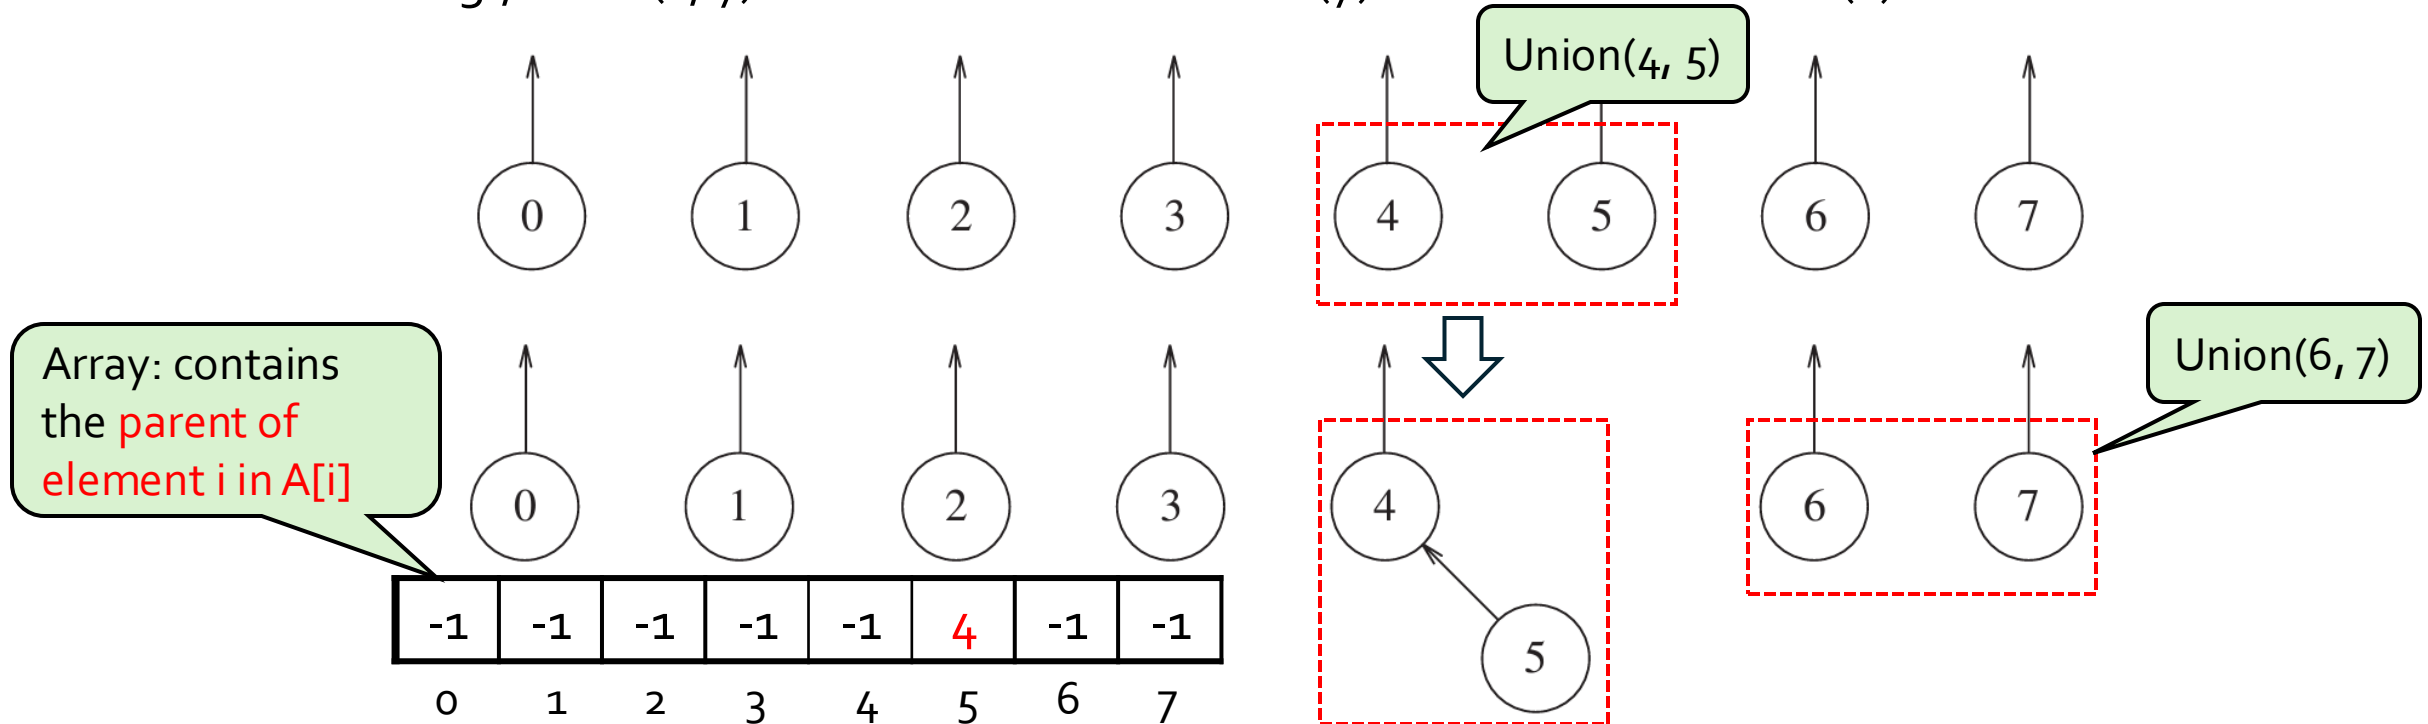 Union(4, 5)
0 1 2 3 4 5 6 7
Array: contains
the parent of
element i in A[i]
Union(6, 7)
0 1 2 3 4 6 7
5
-1 -1 -1 -1 -1 4 -1 -1
0 1 2 3 4 5 6 7